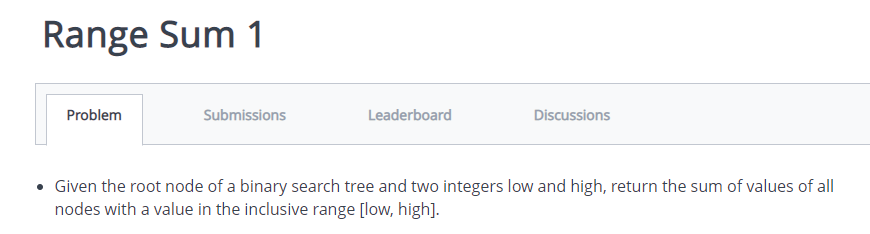 Range Sum 1
Problem Submissions Leaderboard Discussions
• Given the root node of a binary search tree and two integers low and high, return the sum of values of all
nodes with a value in the inclusive range [low, high].